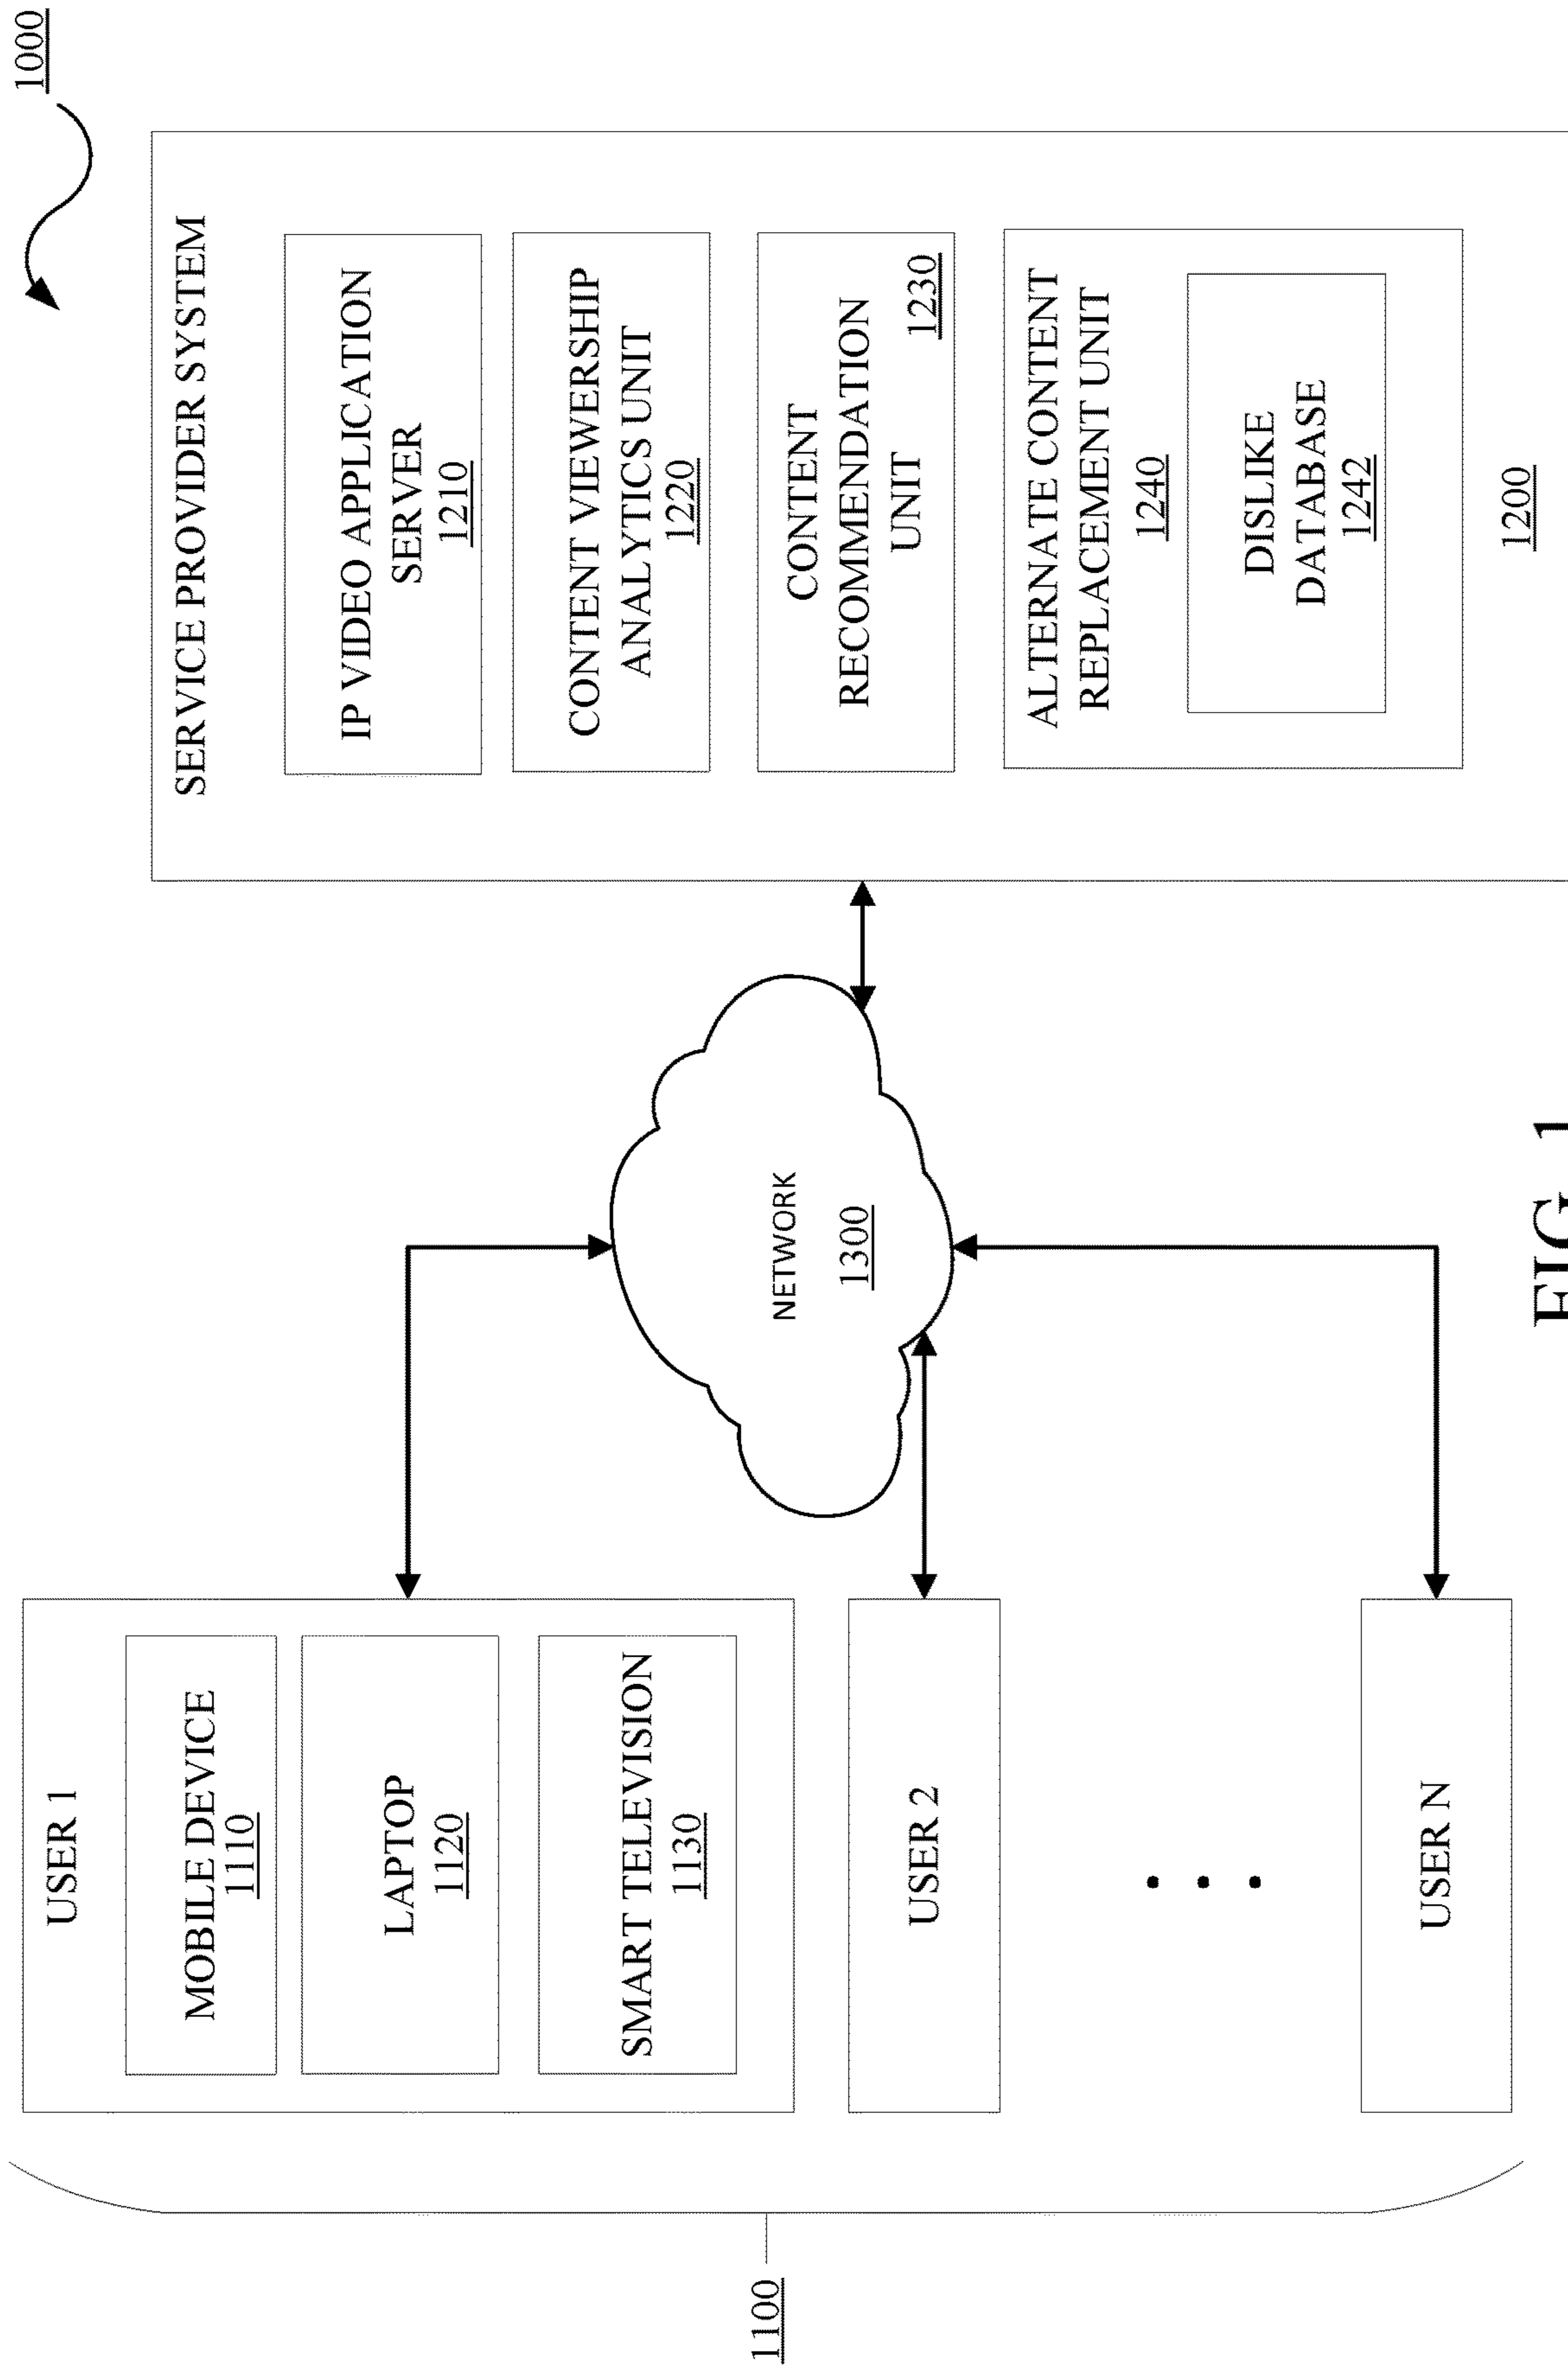 1000
USER 1
MOBILE DEVICE
1110
LAPTOP
1120
SMART TELEVISION
1130
USER 2
USER N
1100
NETWORK
1300
SERVICE PROVIDER SYSTEM
IP VIDEO APPLICATION
SERVER
1210
CONTENT VIEWERSHIP
ANALYTICS UNIT
1220
CONTENT
RECOMMENDATION
UNIT
1230
ALTERNATE CONTENT
REPLACEMENT UNIT
1240
DISLIKE
DATABASE
1242
1200
FIG. 1